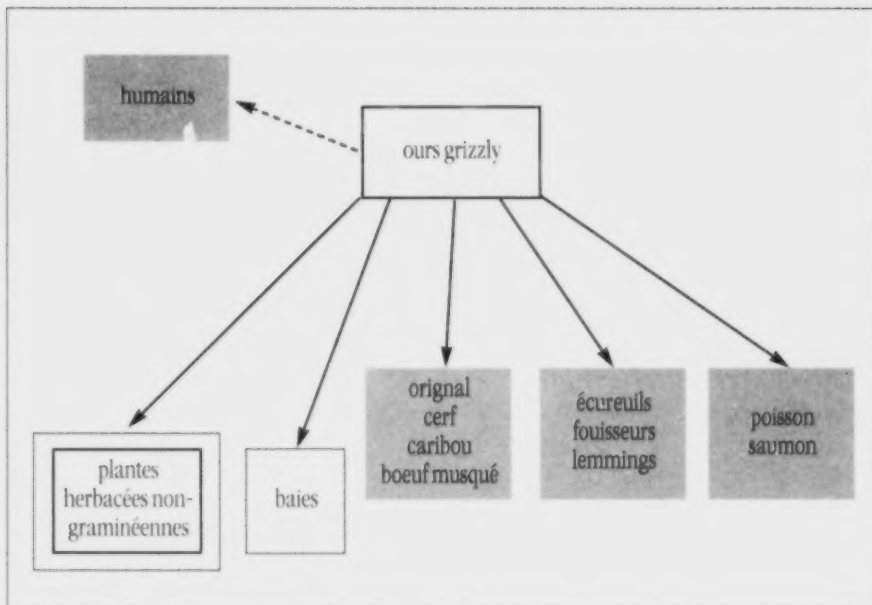 humains
ours grizzly
plantes
herbacées non-
graminéennes
baies
orignal
cerf
caribou
boeuf musqué
écureuils
fouisseurs
lemmings
poisson
saumon